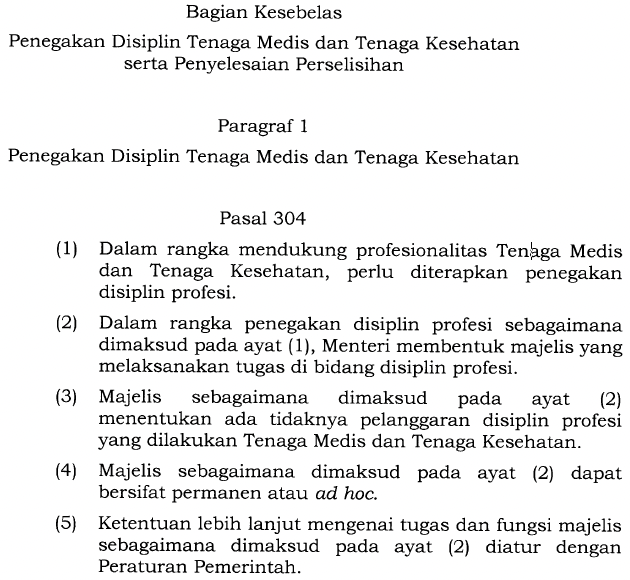 Bagian Kesebelas
Penegakan Disiplin Tenaga Medis dan Tenaga Kesehatan
serta Penyelesaian Perselisihan
Paragraf 1
Penegakan Disiplin Tenaga Medis dan Tenaga Kesehatan
Pasal 304
(1) Dalam rangka mendukung profesionalitas Tenaga Medis
dan Tenaga Kesehatan, perlu diterapkan penegakan
disiplin profesi.
(2) Dalam rangka penegakan disiplin profesi sebagaimana
dimaksud pada ayat (1), Menteri membentuk majelis yang
melaksanakan tugas di bidang disiplin profesi.
(3) Majelis sebagaimana dimaksud pada ayat (2)
menentukan ada tidaknya pelanggaran disiplin profesi
yang dilakukan Tenaga Medis dan Tenaga Kesehatan.
(4) Majelis sebagaimana dimaksud pada ayat (2) dapat
bersifat permanen atau ad hoc.
(5) Ketentuan lebih lanjut mengenai tugas dan fungsi majelis
sebagaimana dimaksud pada ayat (2) diatur dengan
Peraturan Pemerintah.